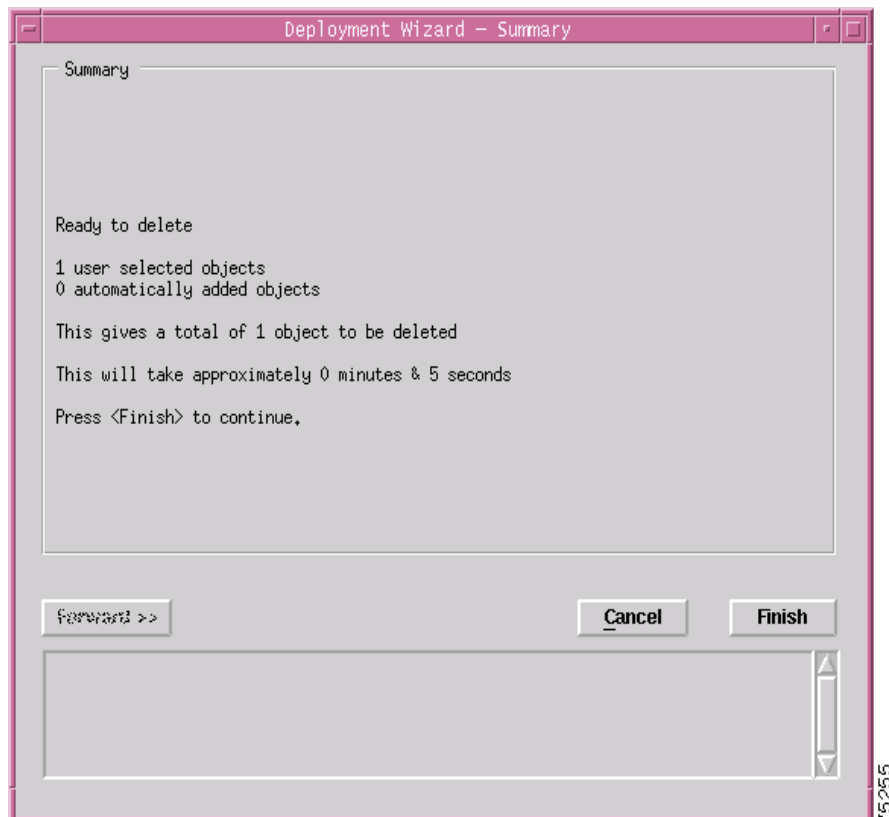 Deployment Wizard — Summary
Summary
Ready to delete
1 user selected objects
0 automatically added objects
This gives a total of 1 object to be deleted
This will take approximately 0 minutes & 5 seconds
Press <Finish> to continue.
Forward >>
Cancel
Finish
75255